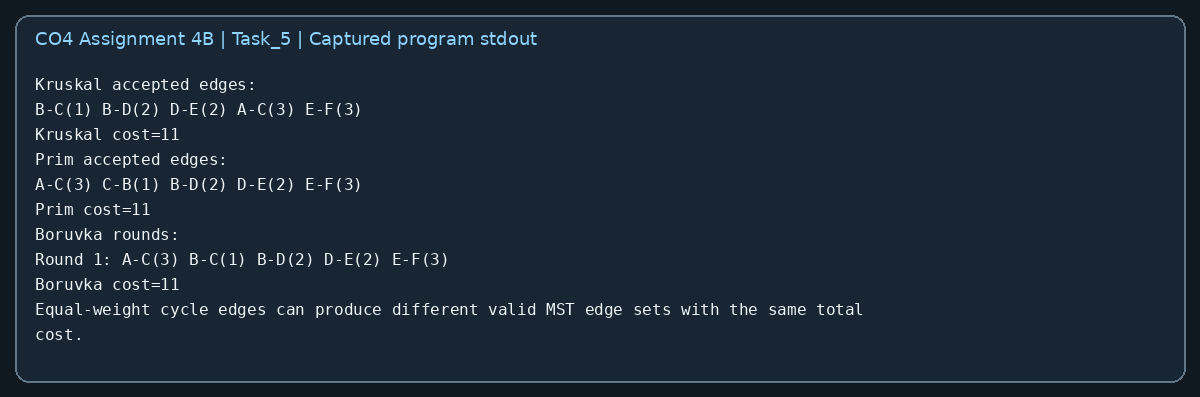 CO4 Assignment 4B | Task_5 | Captured program stdout
Kruskal accepted edges:
B-C(1) B-D(2) D-E(2) A-C(3) E-F(3)
Kruskal cost=11
Prim accepted edges:
A-C(3) C-B(1) B-D(2) D-E(2) E-F(3)
Prim cost=11
Boruvka rounds:
Round 1: A-C(3) B-C(1) B-D(2) D-E(2) E-F(3)
Boruvka cost=11
Equal-weight cycle edges can produce different valid MST edge sets with the same total
cost.